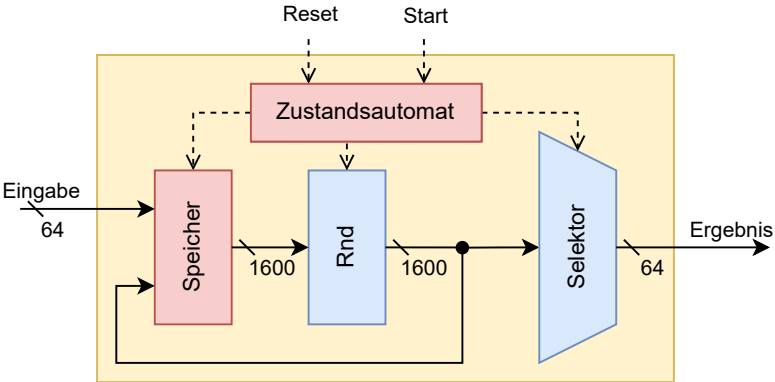 Reset
Start
Zustandsautomat
Eingabe
64
Speicher
1600
Rnd
1600
Selektor
64
Ergebnis